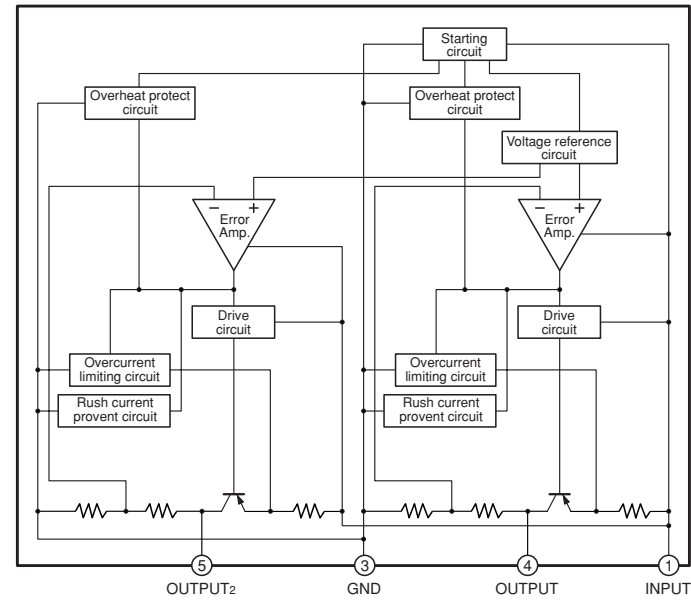 Starting
circuit
Overheat protect
circuit
Overheat protect
circuit
Voltage reference
circuit
− +
Error
Amp.
− +
Error
Amp.
Drive
circuit
Drive
circuit
Overcurrent
limiting circuit
Overcurrent
limiting circuit
Rush current
provent circuit
Rush current
provent circuit
5 3 4 1
OUTPUT2 GND OUTPUT INPUT